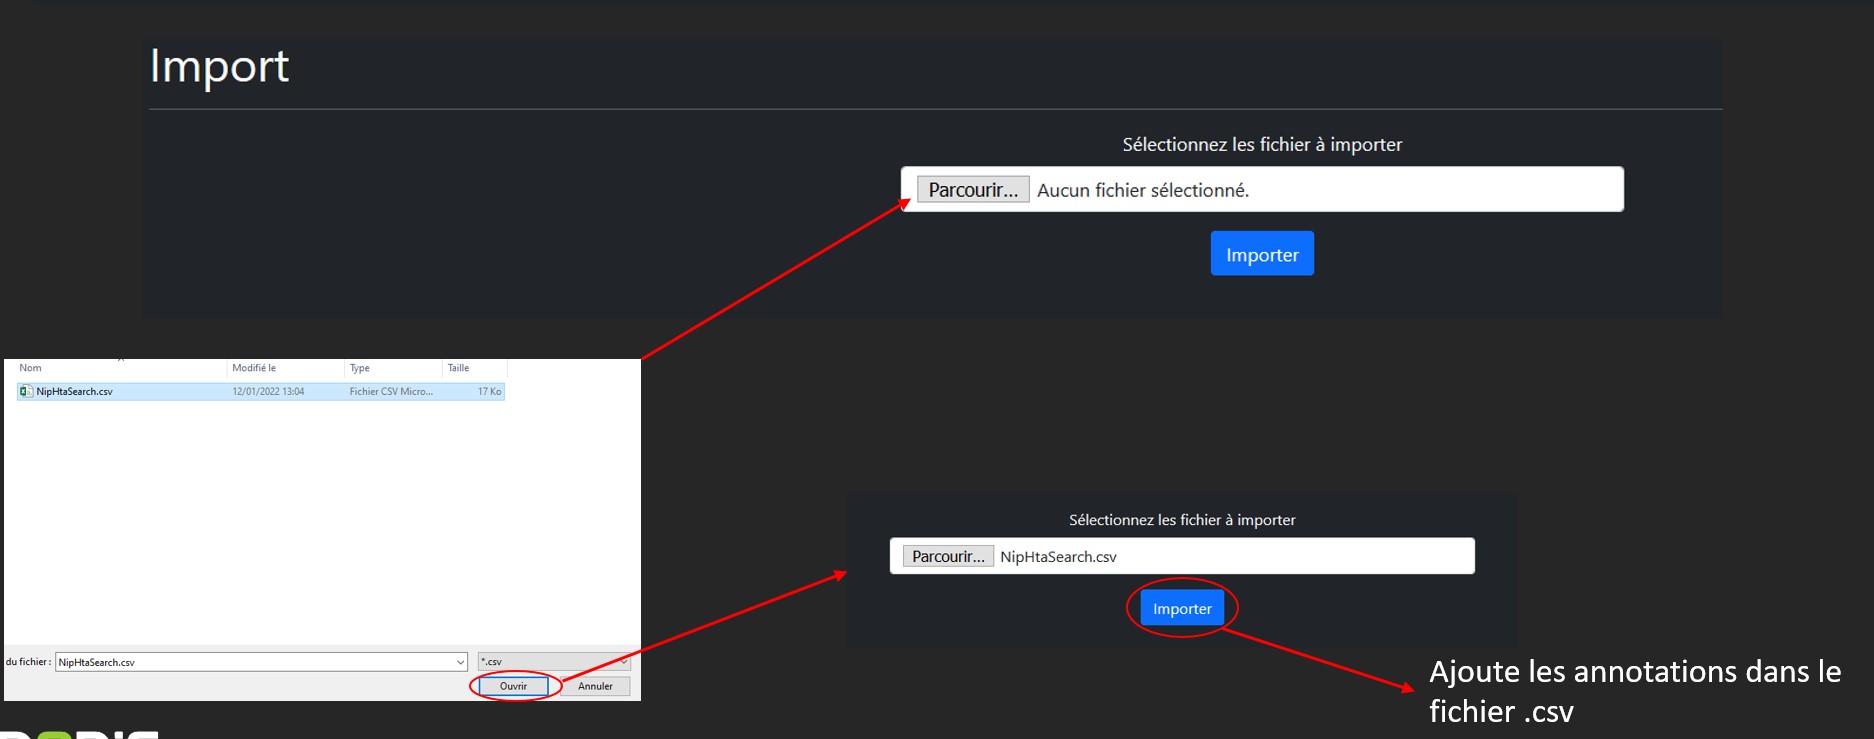 Import
Sélectionnez les fichier à importer
Parcourir... Aucun fichier sélectionné.
Importer
Nom Modifié le Type Taille
NipHtaSearch.csv 12/01/2022 13:04 Fichier CSV Micro... 17 Ko
Sélectionnez les fichier à importer
Parcourir... NipHtaSearch.csv
Importer
du fichier : NipHtaSearch.csv *.csv
Ouvrir Annuler
Ajoute les annotations dans le
fichier .csv